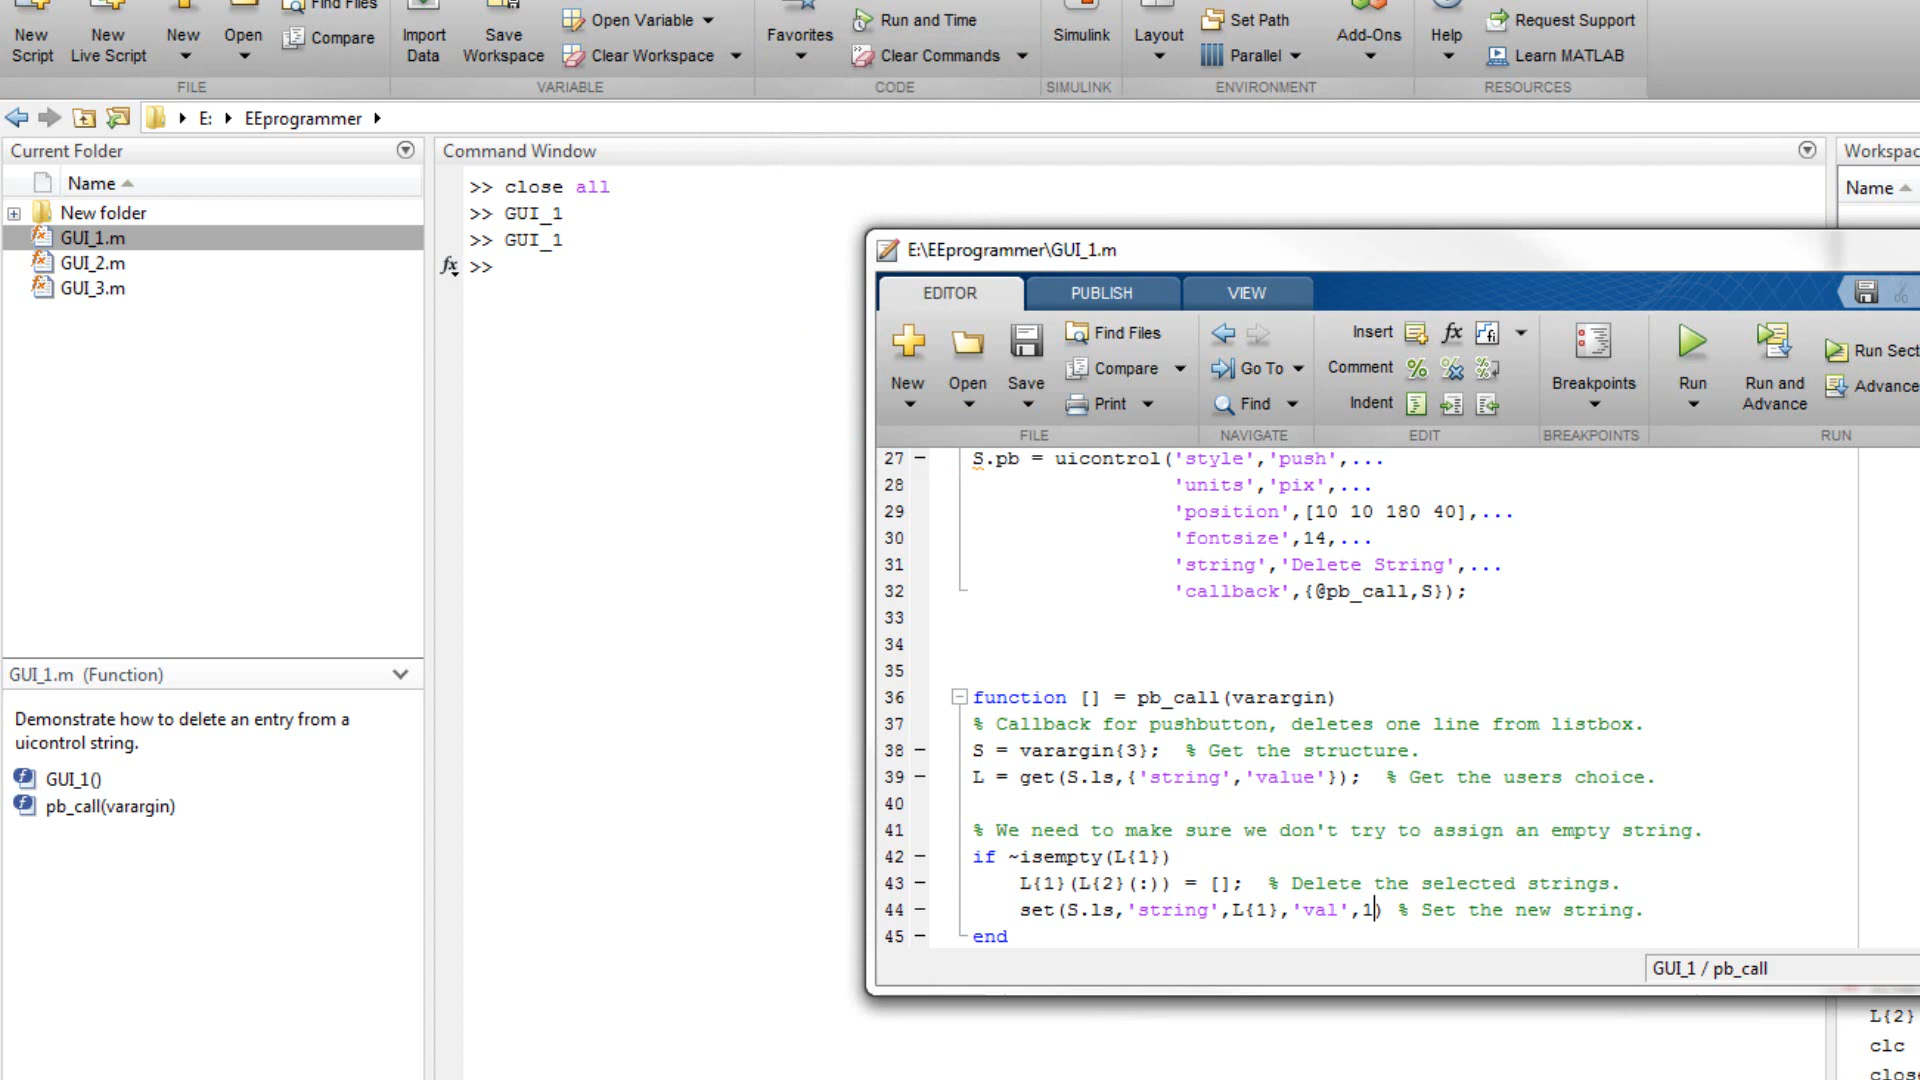 Find Files
Open Variable
Run and Time
Set Path
Request Support
New Script
New Live Script
New
Open
Compare
Import Data
Save Workspace
Clear Workspace
Favorites
Clear Commands
Simulink
Layout
Parallel
Add-Ons
Help
Learn MATLAB
FILE
VARIABLE
CODE
SIMULINK
ENVIRONMENT
RESOURCES
E:
EEprogrammer
Current Folder
Name
New folder
GUI_1.m
GUI_2.m
GUI_3.m
GUI_1.m (Function)
Demonstrate how to delete an entry from a
uicontrol string.
GUI_1()
pb_call(varargin)
Command Window
>> close all
>> GUI_1
>> GUI_1
fx >>
Workspac
Name
E:\EEprogrammer\GUI_1.m
EDITOR
PUBLISH
VIEW
New
Open
Save
Find Files
Compare
Print
Go To
Find
Insert
fx
fi
Comment
Indent
Breakpoints
Run
Run and Advance
Run Sect
Advance
FILE
NAVIGATE
EDIT
BREAKPOINTS
RUN
27 – S.pb = uicontrol('style','push',...
28 'units','pix',...
29 'position',[10 10 180 40],...
30 'fontsize',14,...
31 'string','Delete String',...
32 'callback',{@pb_call,S});
33
34
35
36 function [] = pb_call(varargin)
37 % Callback for pushbutton, deletes one line from listbox.
38 – S = varargin{3};  % Get the structure.
39 – L = get(S.ls,{'string','value'});  % Get the users choice.
40
41 % We need to make sure we don't try to assign an empty string.
42 – if ~isempty(L{1})
43 – L{1}(L{2}(:)) = [];  % Delete the selected strings.
44 – set(S.ls,'string',L{1},'val',1) % Set the new string.
45 – end
GUI_1 / pb_call
L{2}
clc